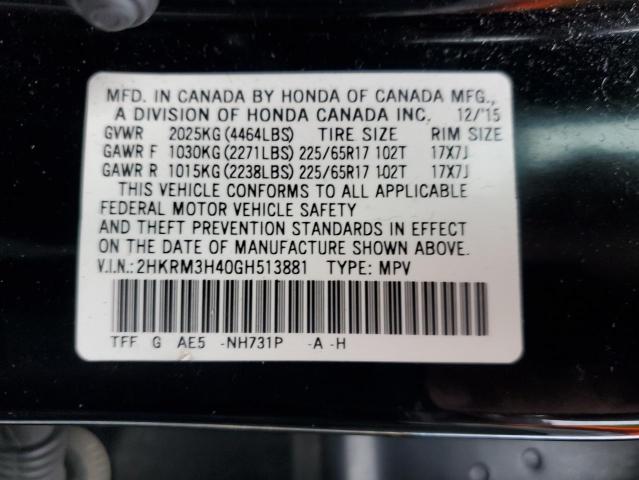 MFD. IN CANADA BY HONDA OF CANADA MFG.,
A DIVISION OF HONDA CANADA INC. 12/'15
GVWR 2025KG(4464LBS) TIRE SIZE RIM SIZE
GAWR F 1030KG(2271LBS) 225/65R17 102T 17X7J
GAWR R 1015KG(2238LBS) 225/65R17 102T 17X7J
THIS VEHICLE CONFORMS TO ALL APPLICABLE
FEDERAL MOTOR VEHICLE SAFETY
AND THEFT PREVENTION STANDARDS IN EFFECT
ON THE DATE OF MANUFACTURE SHOWN ABOVE.
V.I.N.: 2HKRM3H40GH513881 TYPE: MPV
TFF G AE5 -NH731P -A -H